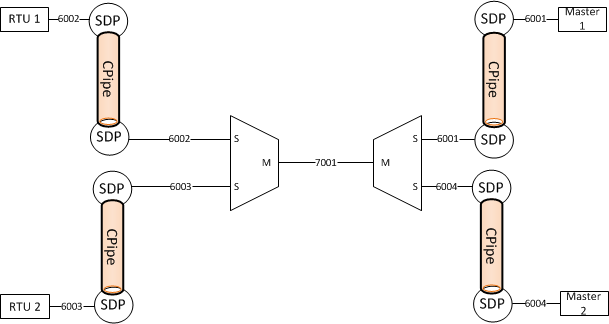 RTU 1
6002
SDP
CPipe
SDP
6002
S
M
S
6003
SDP
CPipe
SDP
6003
RTU 2
7001
SDP
6001
Master
1
CPipe
SDP
6001
S
M
S
6004
SDP
CPipe
SDP
6004
Master
2